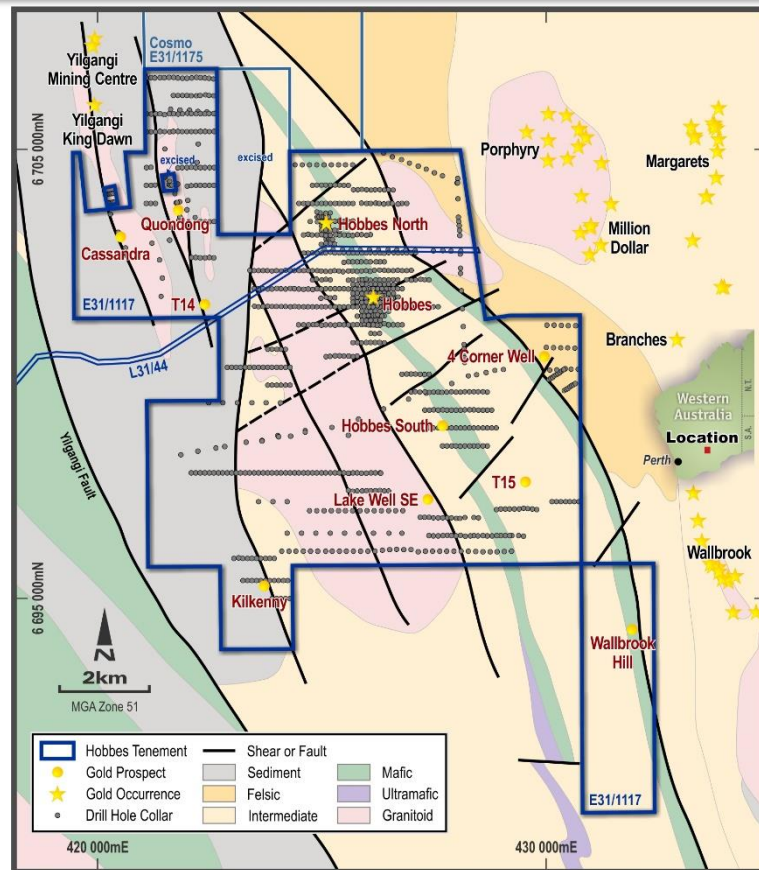 Cosmo
E31/1175
Yilgangi
Mining Centre
Yilgangi
King Dawn
6 705 000mN
excised
excised
Porphyry
Margarets
Quondong
Hobbes North
Million
Dollar
Cassandra
E31/1117
T14
Hobbes
L31/44
Branches
4 Corner Well
Western
Australia
N.T.
S.A.
Location
Perth
Hobbes South
Yilgangi Fault
T15
Lake Well SE
Wallbrook
6 695 000mN
Kilkenny
Wallbrook
Hill
N
2km
MGA Zone 51
Hobbes Tenement
Shear or Fault
Gold Prospect
Sediment
Mafic
Gold Occurrence
Felsic
Ultramafic
Drill Hole Collar
Intermediate
Granitoid
E31/1117
420 000mE
430 000mE